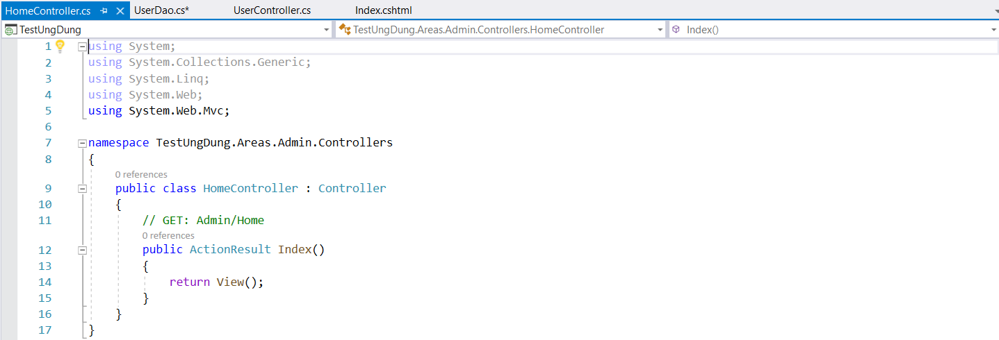 HomeController.cs UserDao.cs* UserController.cs Index.cshtml
TestUngDung TestUngDung.Areas.Admin.Controllers.HomeController Index()
1 using System;
2 using System.Collections.Generic;
3 using System.Linq;
4 using System.Web;
5 using System.Web.Mvc;
6
7 namespace TestUngDung.Areas.Admin.Controllers
8 {
0 references
9 public class HomeController : Controller
10 {
11 // GET: Admin/Home
0 references
12 public ActionResult Index()
13 {
14 return View();
15 }
16 }
17 }